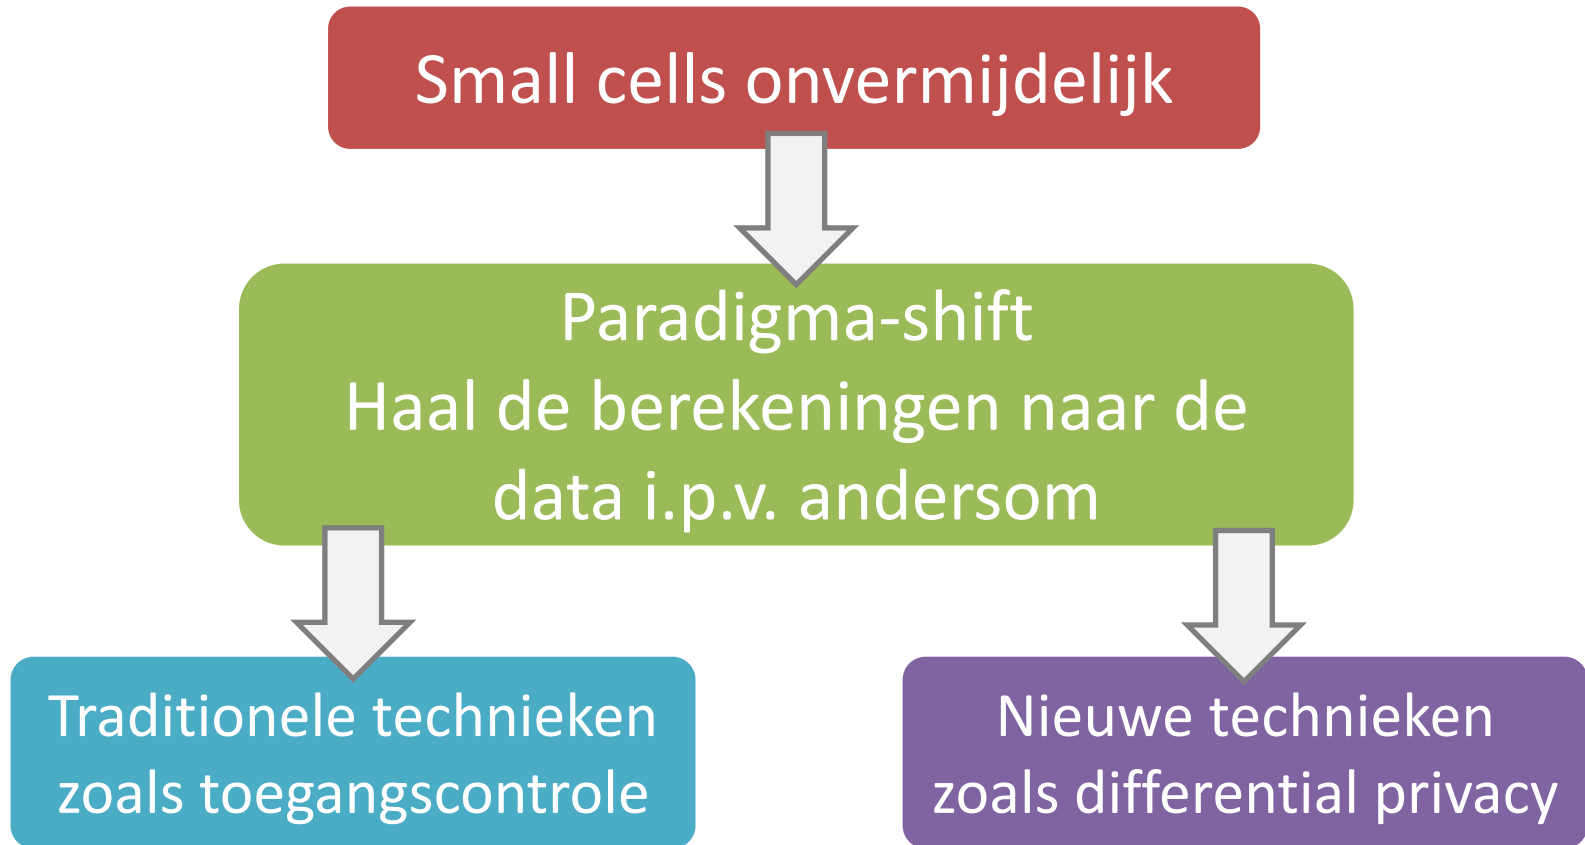 Small cells onvermijdelijk
Paradigma-shift
Haal de berekeningen naar de
data i.p.v. andersom
Traditionele technieken
zoals toegangscontrole
Nieuwe technieken
zoals differential privacy